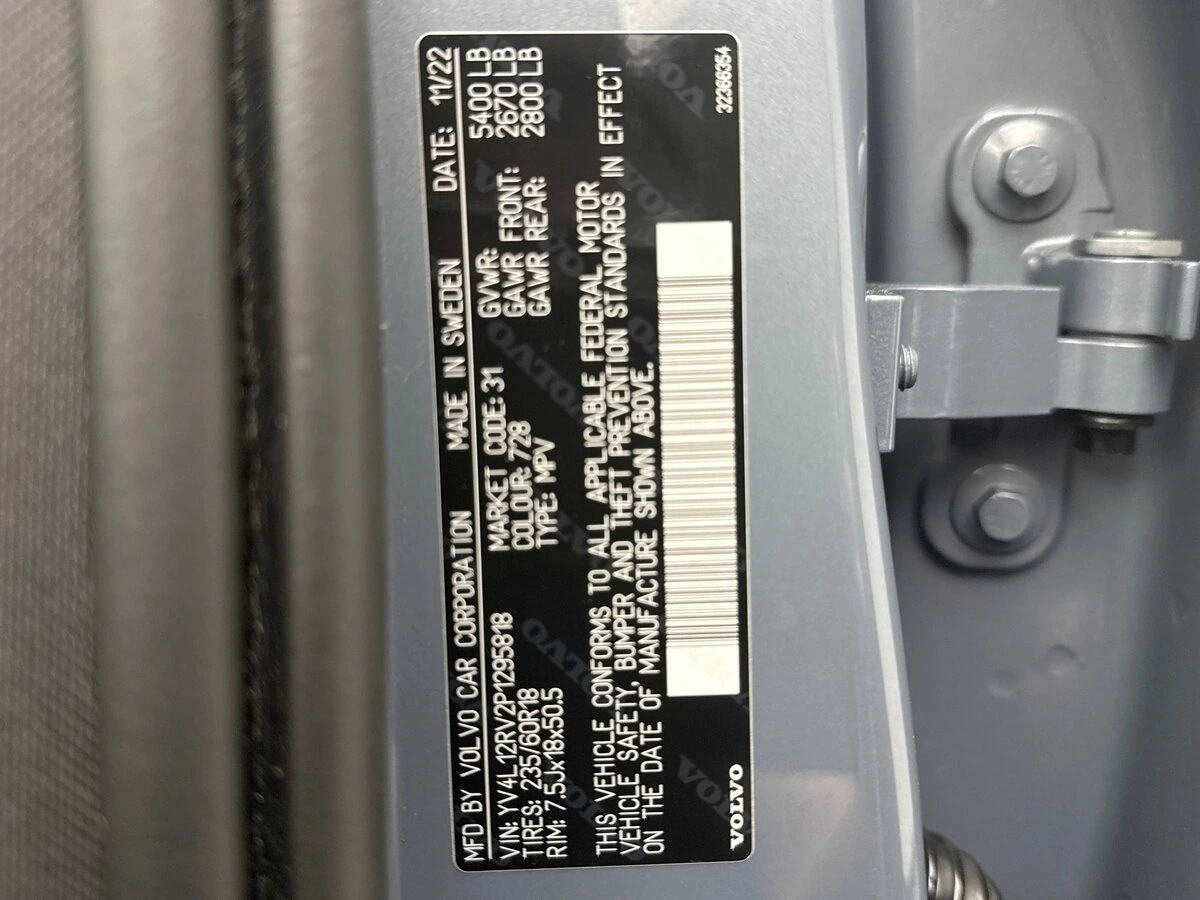 MFD BY VOLVO CAR CORPORATION MADE IN SWEDEN DATE: 11/22
VIN: YV4L12RV2P1295818 MARKET CODE: 31 GVWR: 5400 LB
TIRES: 235/60R18 COLOUR: 728 GAWR FRONT: 2670 LB
RIM: 7.5Jx18x50.5 TYPE: MPV GAWR REAR: 2800 LB
THIS VEHICLE CONFORMS TO ALL APPLICABLE FEDERAL MOTOR
VEHICLE SAFETY, BUMPER AND THEFT PREVENTION STANDARDS IN EFFECT
ON THE DATE OF MANUFACTURE SHOWN ABOVE.
VOLVO 32366354